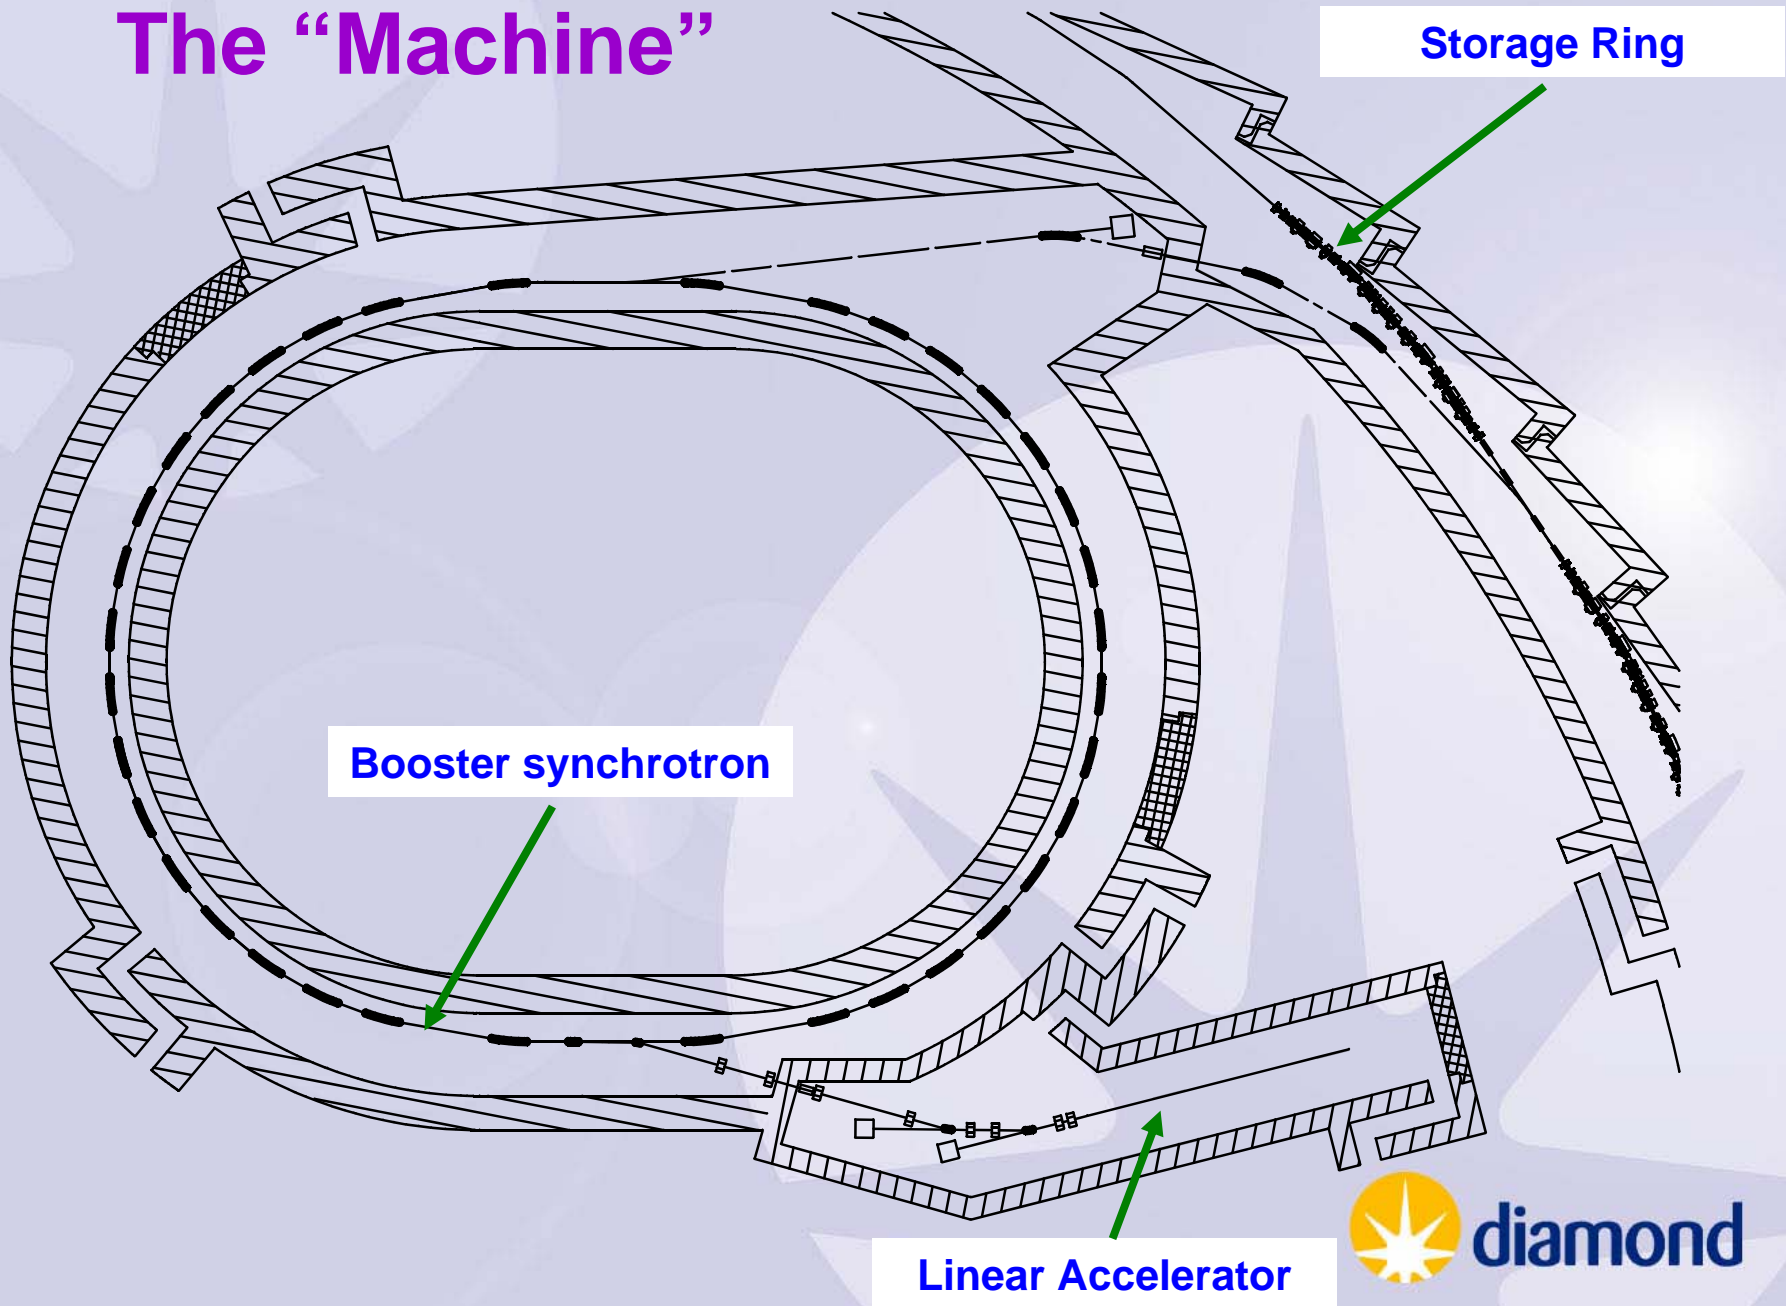 The “Machine”
Storage Ring
Booster synchrotron
Linear Accelerator
diamond